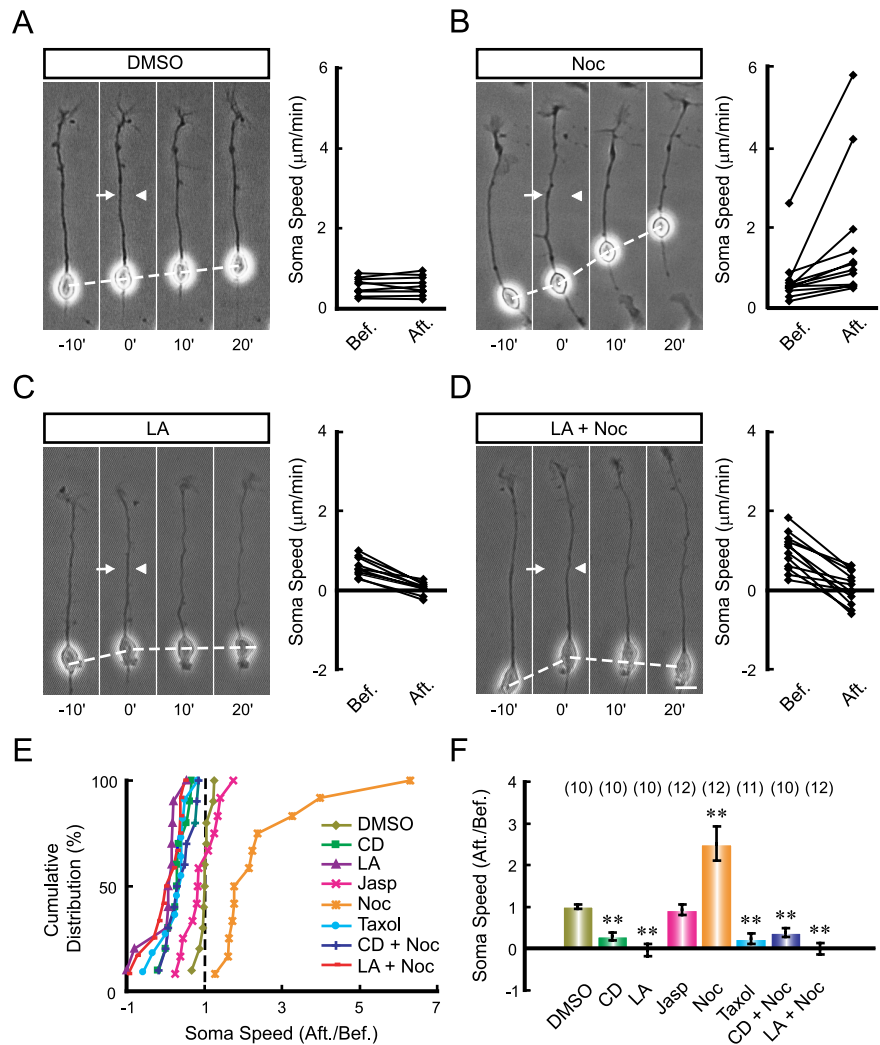 A
DMSO
-10' 0' 10' 20'
Soma Speed (μm/min)
6
4
2
0
Bef. Aft.
B
Noc
-10' 0' 10' 20'
Soma Speed (μm/min)
6
4
2
0
Bef. Aft.
C
LA
-10' 0' 10' 20'
Soma Speed (μm/min)
4
2
0
-2
Bef. Aft.
D
LA + Noc
-10' 0' 10' 20'
Soma Speed (μm/min)
4
2
0
-2
Bef. Aft.
E
Cumulative
Distribution (%)
100
50
0
-1 1 3 5 7
Soma Speed (Aft./Bef.)
DMSO
CD
LA
Jasp
Noc
Taxol
CD + Noc
LA + Noc
F
Soma Speed (Aft./Bef.)
4
3
2
1
0
-1
(10) (10) (10) (12) (12) (11) (10) (12)
** ** ** ** ** **
DMSO CD LA Jasp Noc Taxol CD + Noc LA + Noc